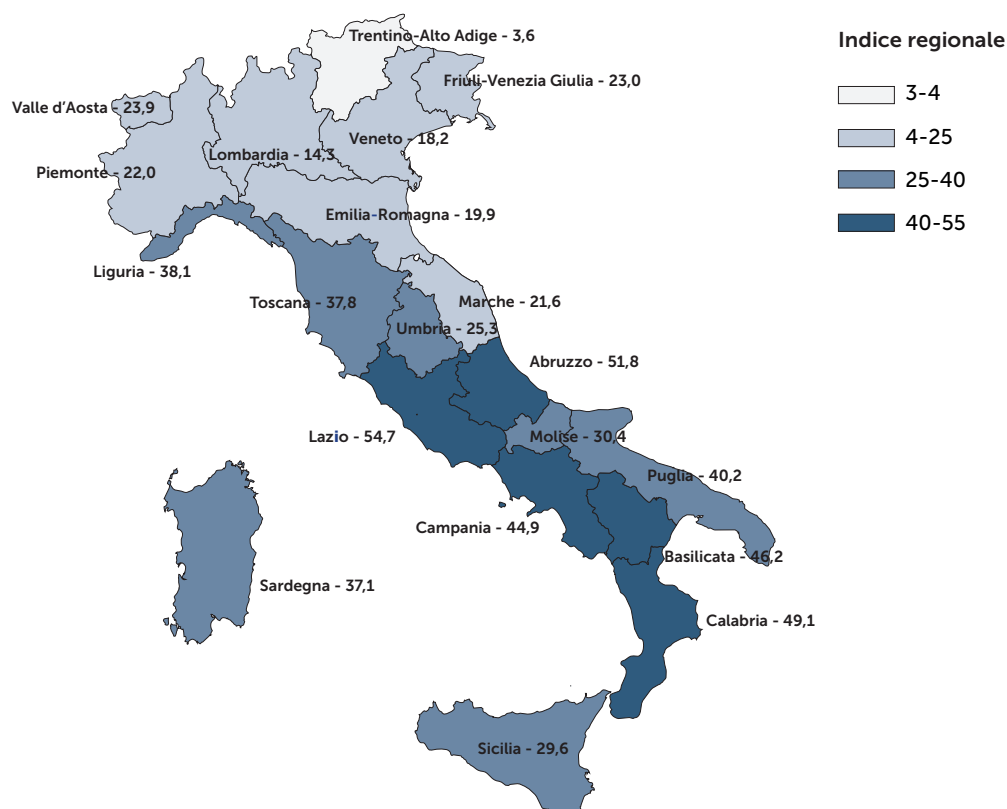 Trentino-Alto Adige - 3,6
Indice regionale
Friuli-Venezia Giulia - 23,0
3-4
Valle d'Aosta - 23,9
4-25
Veneto - 18,2
Lombardia - 14,3
Piemonte - 22,0
25-40
Emilia-Romagna - 19,9
40-55
Liguria - 38,1
Toscana - 37,8
Marche - 21,6
Umbria - 25,3
Abruzzo - 51,8
Lazio - 54,7
Molise - 30,4
Puglia - 40,2
Campania - 44,9
Basilicata - 46,2
Sardegna - 37,1
Calabria - 49,1
Sicilia - 29,6